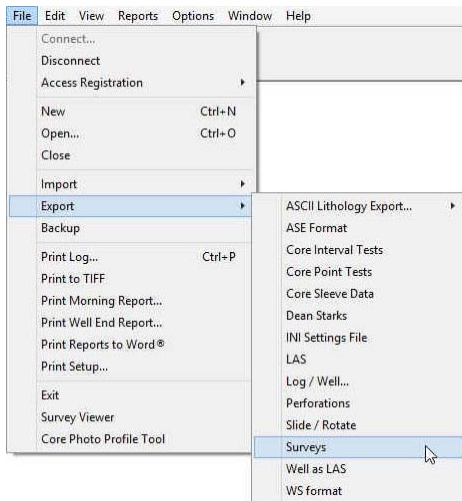 File Edit View Reports Options Window Help
Connect...
Disconnect
Access Registration
New Ctrl+N
Open... Ctrl+O
Close
Import
Export
Backup
Print Log... Ctrl+P
Print to TIFF
Print Morning Report...
Print Well End Report...
Print Reports to Word®
Print Setup...
Exit
Survey Viewer
Core Photo Profile Tool
ASCII Lithology Export...
ASE Format
Core Interval Tests
Core Point Tests
Core Sleeve Data
Dean Starks
INI Settings File
LAS
Log / Well...
Perforations
Slide / Rotate
Surveys
Well as LAS
WS format